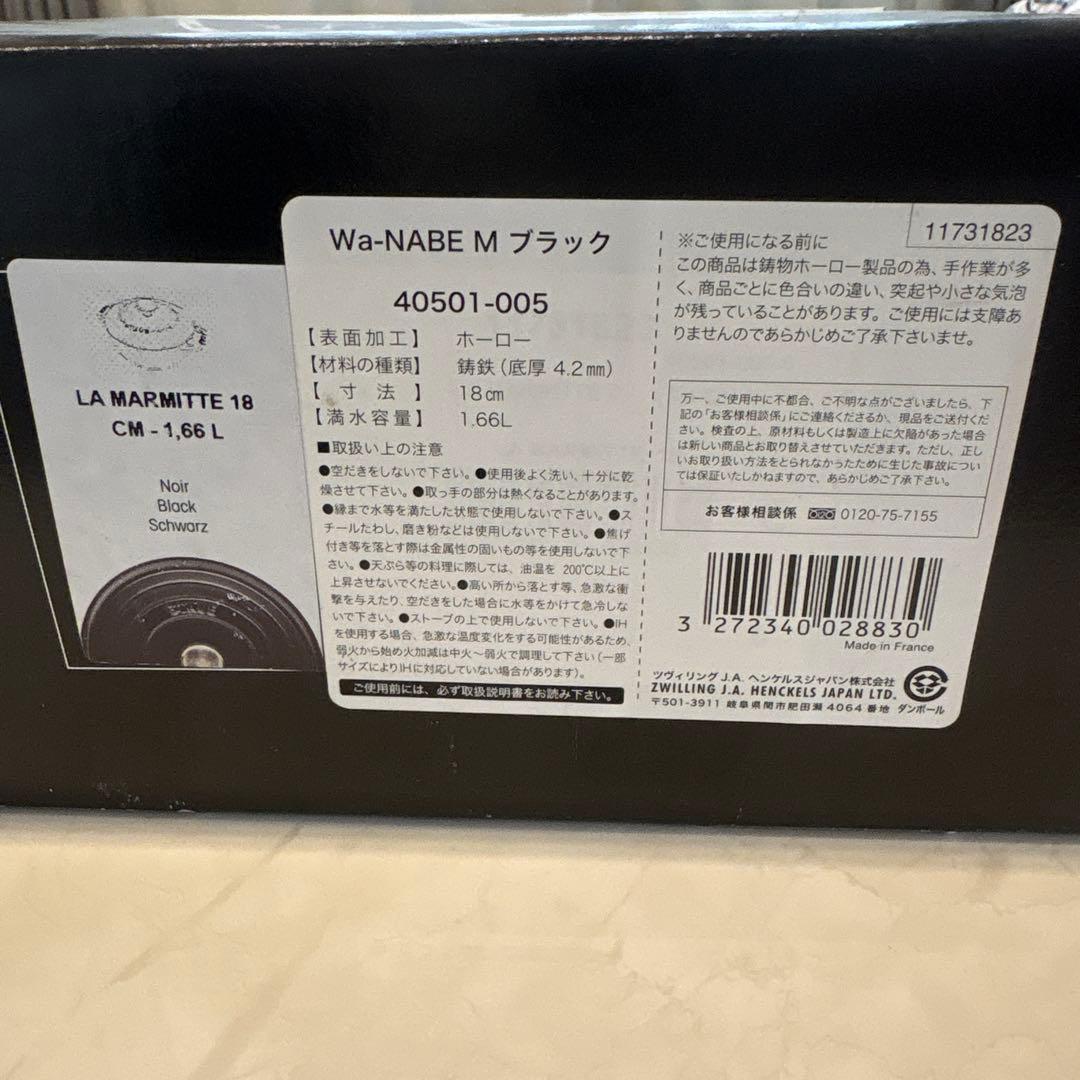 LA MARMITTE 18
CM - 1,66 L
Noir
Black
Schwarz
Wa-NABE M ブラック
40501-005
【表面加工】 ホーロー
【材料の種類】 鋳鉄(底厚 4.2㎜)
【寸法】 18㎝
【満水容量】 1.66L
■取扱い上の注意
●空だきをしないで下さい。●使用後よく洗い、十分に乾
燥させて下さい。●取っ手の部分は熱くなることがあります。
●縁まで水等を満たした状態で使用しないで下さい。●ス
チールたわし、磨き粉などは使用しないで下さい。●焦げ
付き等を落とす際は金属性の固いもの等を使用しないで下
さい。●天ぷら等の料理に際しては、油温を 200℃以上に
上昇させないでください。●高い所から落とす等、急激な衝
撃を与えたり、空だきをした場合に水等をかけて急冷しな
いで下さい。●ストーブの上で使用しないで下さい。●IH
を使用する場合、急激な温度変化をする可能性があるため、
弱火から始め火加減は中火〜弱火で調理して下さい(一部
サイズによりIHに対応していない場合があります)。
ご使用前には、必ず取扱説明書をお読み下さい。
11731823
※ご使用になる前に
この商品は鋳物ホーロー製品の為、手作業が多
く、商品ごとに色合いの違い、突起や小さな気泡
が残っていることがあります。ご使用には支障あ
りませんのであらかじめご了承下さいませ。
万一、ご使用中に不都合、ご不明な点がございましたら、下
記の「お客様相談係」にご連絡くださるか、現品をご送付くだ
さい。検査の上、原材料もしくは製造上に欠陥があった場合
は新しい商品とお取り替えさせていただきます。ただし、正し
いお取り扱い方法をとられなかったために生じた事故につい
ては保証いたしかねますので、あらかじめご了承下さい。
お客様相談係 0120-75-7155
3 272340 028830
Made in France
ツヴィリング J.A. ヘンケルスジャパン株式会社
ZWILLING J.A. HENCKELS JAPAN LTD.
〒501-3911 岐阜県関市肥田瀬 4064 番地
ダンボール